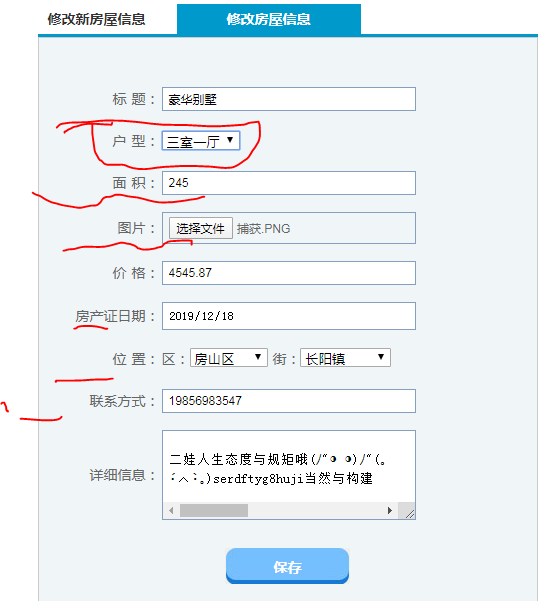 修改新房屋信息 修改房屋信息
标 题： 豪华别墅
户 型： 三室一厅
面 积： 245
图片： 选择文件 捕获.PNG
价 格： 4545.87
房产证日期： 2019/12/18
位 置： 区： 房山区 街： 长阳镇
联系方式： 19856983547
二娃人生态度与规矩哦(/"◑ ◑)/"(。
详细信息：
serdftyg8huji当然与构建
保存